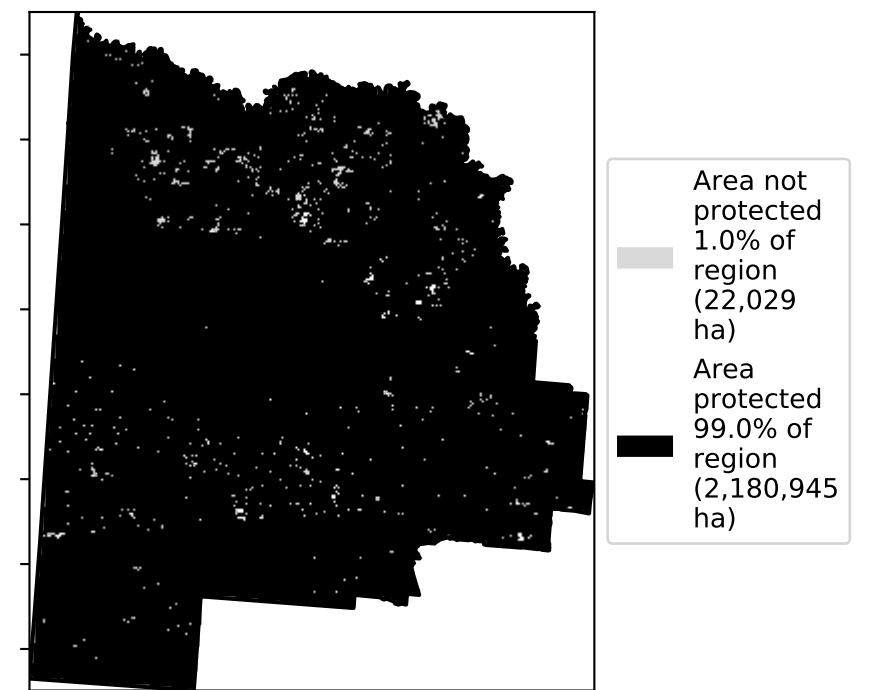 Area not
protected
1.0% of
region
(22,029
ha)
Area
protected
99.0% of
region
(2,180,945
ha)